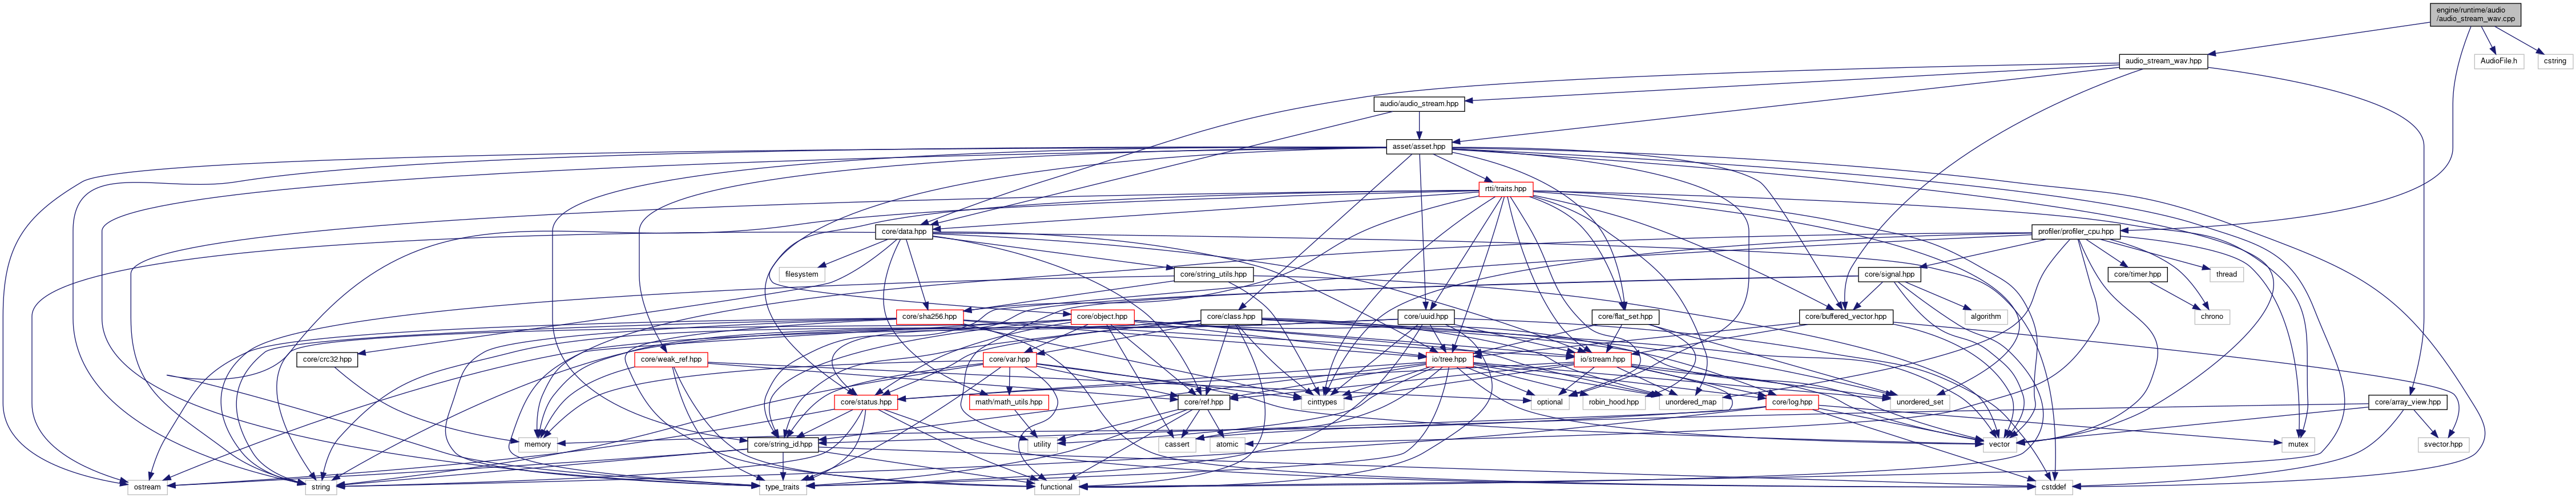 engine/runtime/audio
/audio_stream_wav.cpp
audio_stream_wav.hpp
AudioFile.h
cstring
audio/audio_stream.hpp
asset/asset.hpp
rtti/traits.hpp
core/data.hpp
profiler/profiler_cpu.hpp
filesystem
core/string_utils.hpp
core/signal.hpp
core/timer.hpp
thread
core/sha256.hpp
core/object.hpp
core/class.hpp
core/uuid.hpp
core/flat_set.hpp
core/buffered_vector.hpp
algorithm
chrono
core/crc32.hpp
core/weak_ref.hpp
core/var.hpp
io/tree.hpp
io/stream.hpp
core/status.hpp
math/math_utils.hpp
core/ref.hpp
cinttypes
optional
robin_hood.hpp
unordered_map
core/log.hpp
unordered_set
core/array_view.hpp
memory
core/string_id.hpp
utility
cassert
atomic
vector
mutex
svector.hpp
ostream
string
type_traits
functional
cstddef